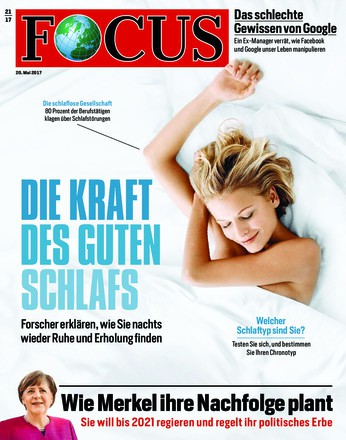 21
17
FOCUS
20. Mai 2017
Das schlechte
Gewissen von Google
Ein Ex-Manager verrät, wie Facebook
und Google unser Leben manipulieren
Die schlaflose Gesellschaft
80 Prozent der Berufstätigen
klagen über Schlafstörungen
DIE KRAFT
DES GUTEN
SCHLAFS
Forscher erklären, wie Sie nachts
wieder Ruhe und Erholung finden
Welcher
Schlaftyp sind Sie?
Testen Sie sich, und bestimmen
Sie Ihren Chronotyp
Wie Merkel ihre Nachfolge plant
Sie will bis 2021 regieren und regelt ihr politisches Erbe